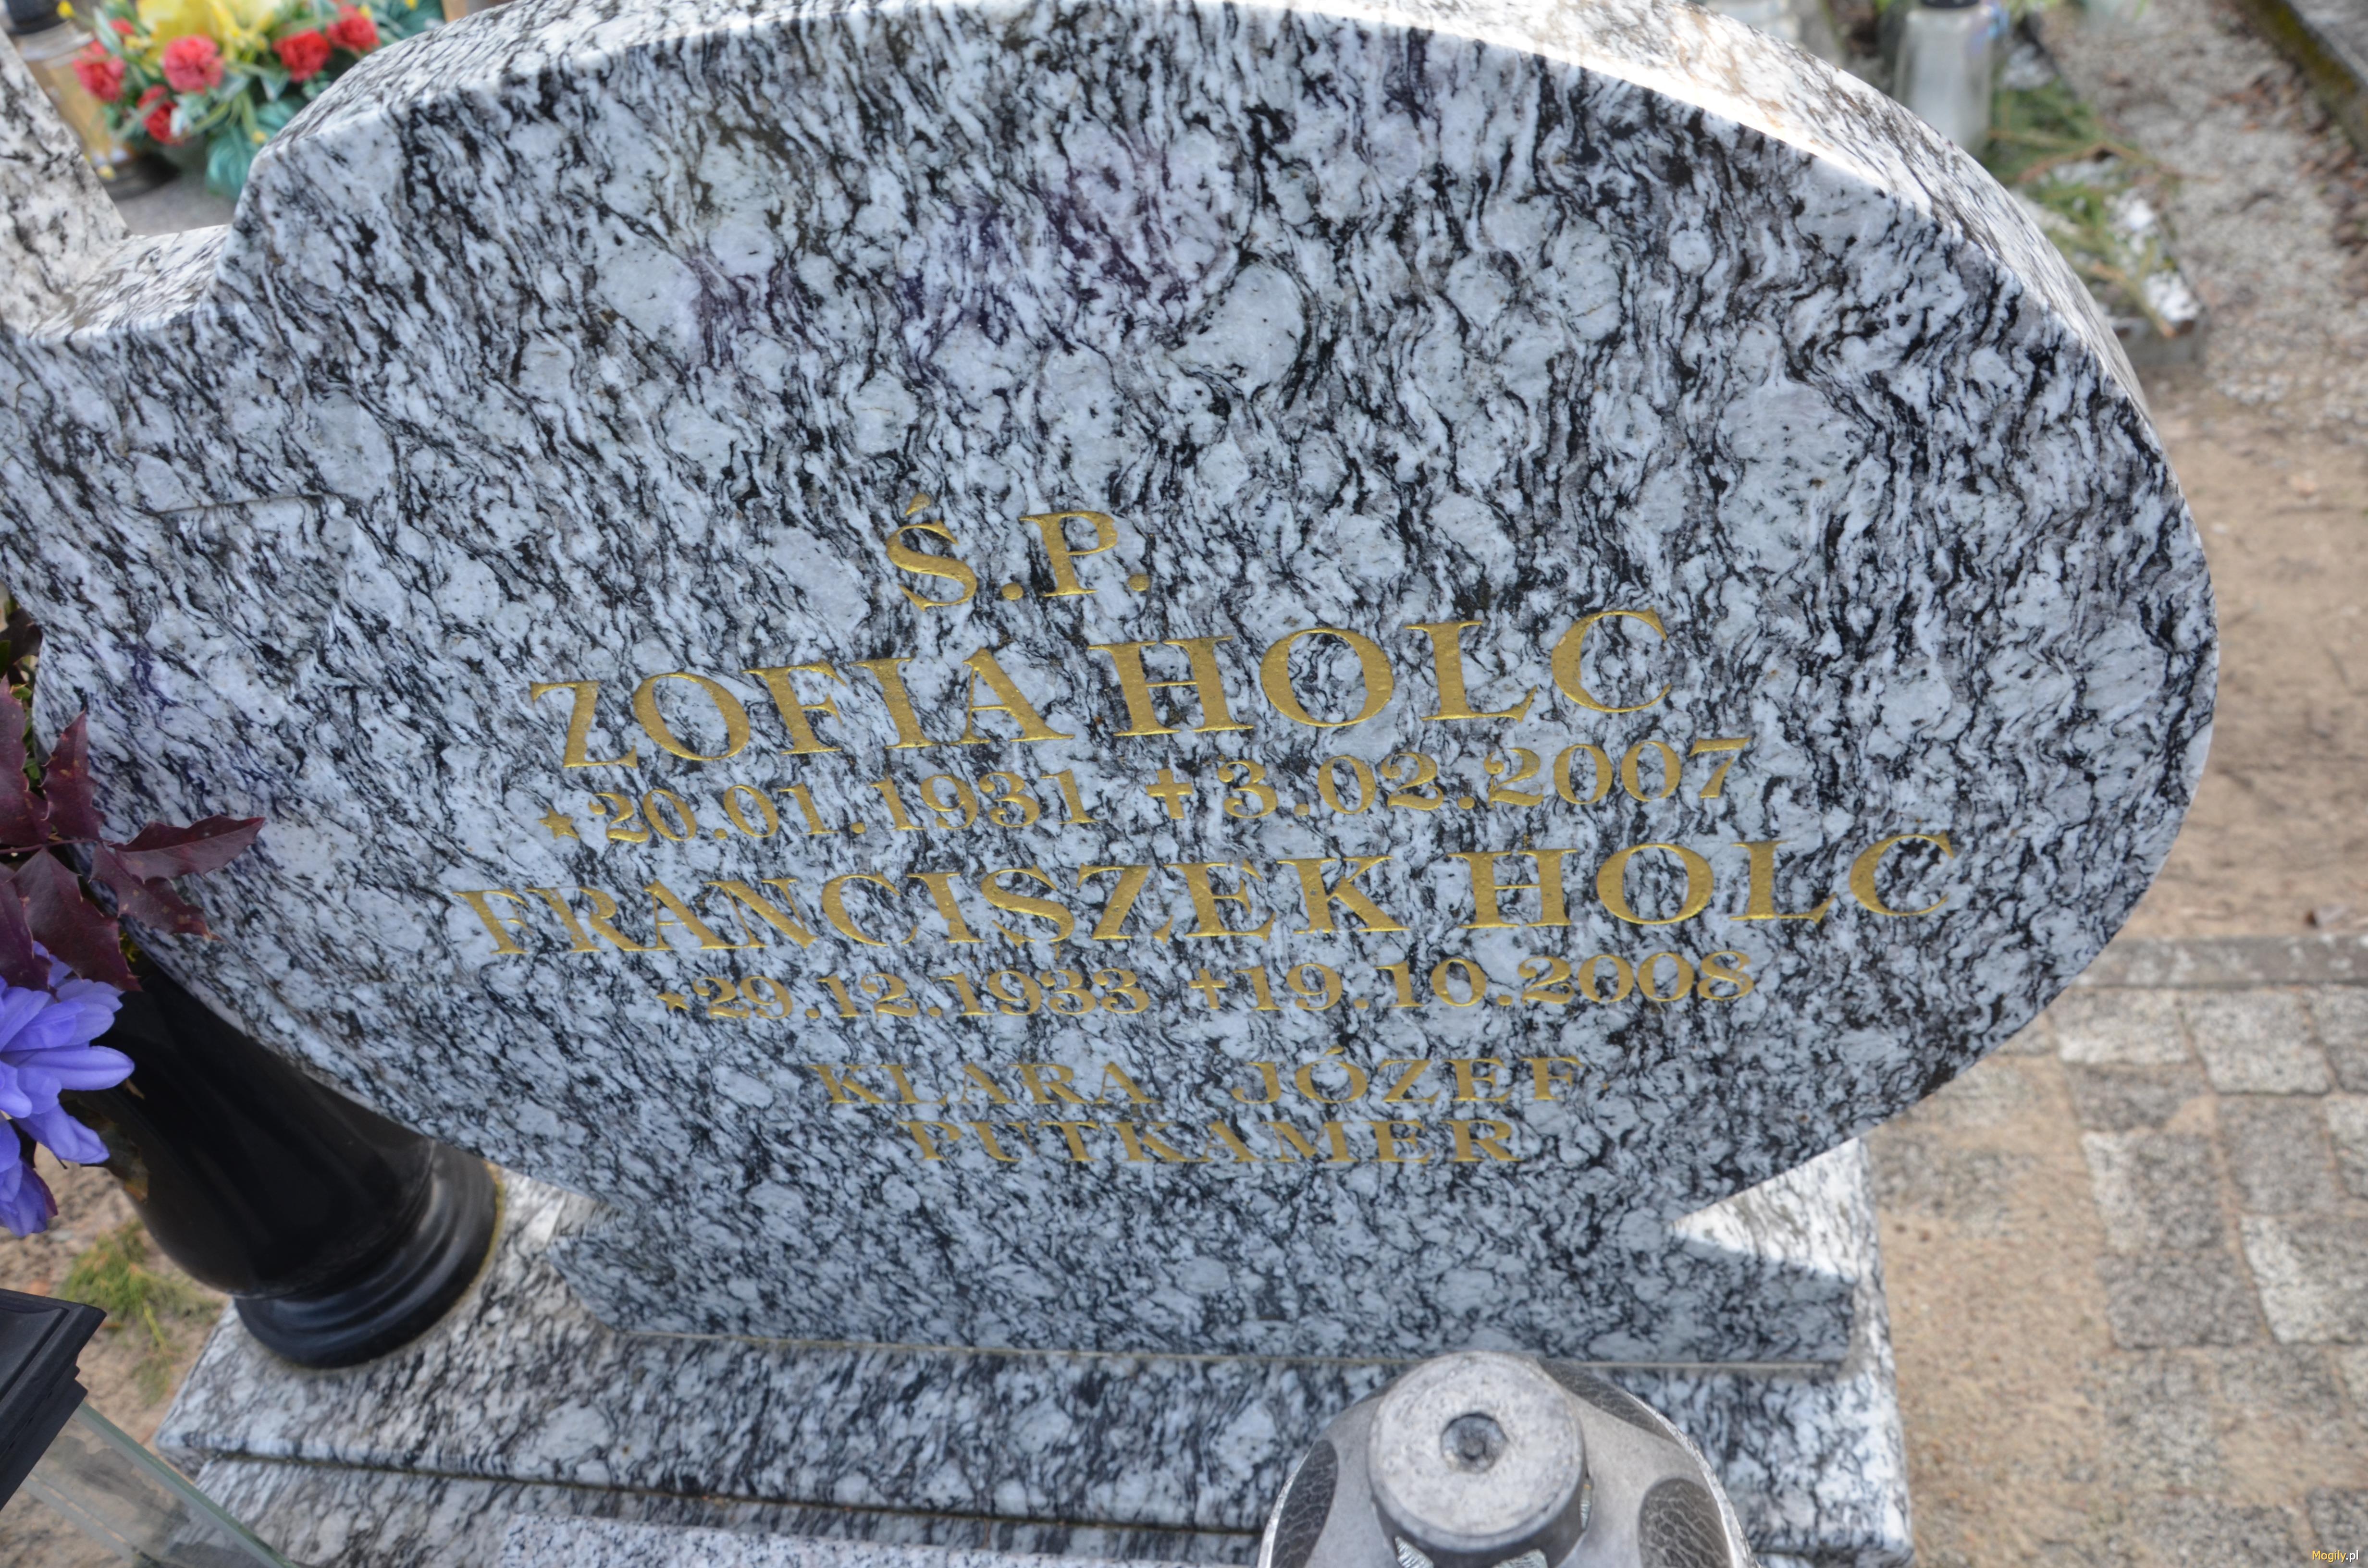 Ś.P.
ZOFIA HOLC
★20.01.1931 ✝3.02.2007
FRANCISZEK HOLC
★29.12.1933 ✝19.10.2008
KLARA JÓZEF
PUTKAMER
Mogiły.pl